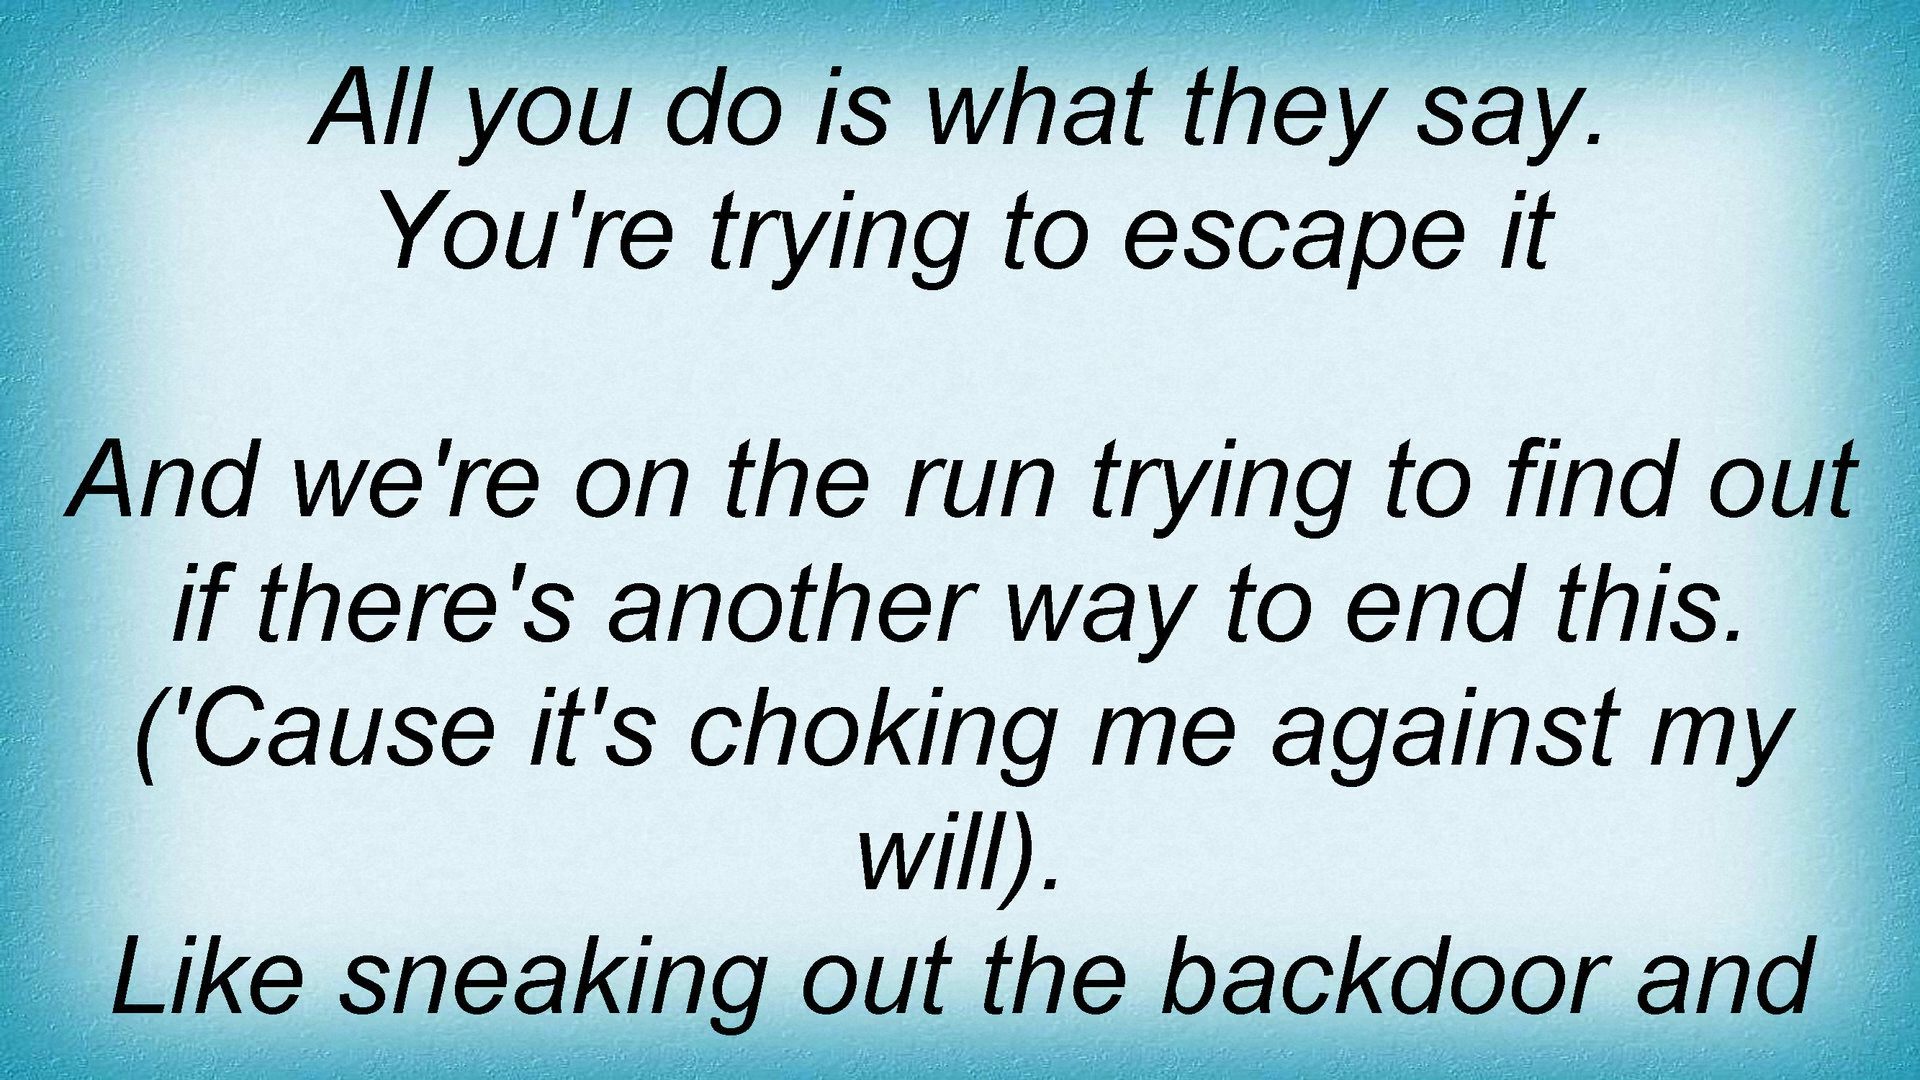 All you do is what they say.
You're trying to escape it
And we're on the run trying to find out
if there's another way to end this.
('Cause it's choking me against my
will).
Like sneaking out the backdoor and